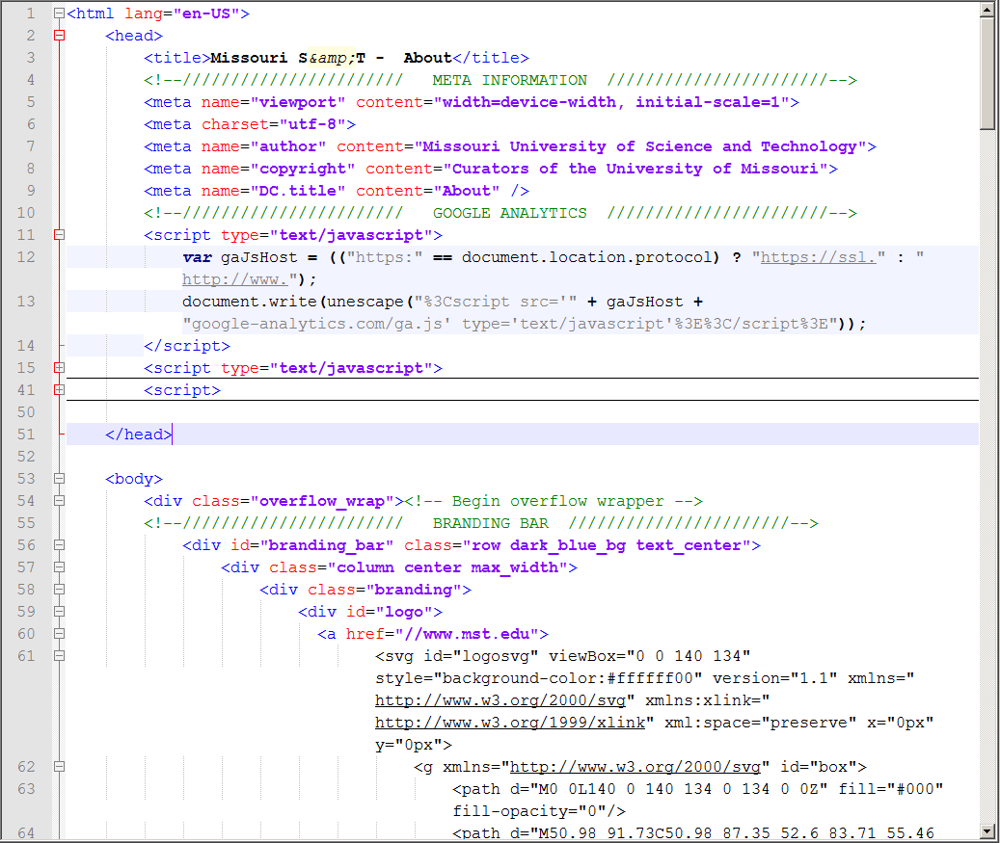 1 <html lang="en-US">
2 <head>
3 <title>Missouri S&amp;T -  About</title>
4 <!--///////////////////////   META INFORMATION  ///////////////////////-->
5 <meta name="viewport" content="width=device-width, initial-scale=1">
6 <meta charset="utf-8">
7 <meta name="author" content="Missouri University of Science and Technology">
8 <meta name="copyright" content="Curators of the University of Missouri">
9 <meta name="DC.title" content="About" />
10 <!--///////////////////////   GOOGLE ANALYTICS  ///////////////////////-->
11 <script type="text/javascript">
12 var gaJsHost = (("https:" == document.location.protocol) ? "https://ssl." : "
http://www.");
13 document.write(unescape("%3Cscript src='" + gaJsHost +
"google-analytics.com/ga.js' type='text/javascript'%3E%3C/script%3E"));
14 </script>
15 <script type="text/javascript">
41 <script>
50
51 </head>
52
53 <body>
54 <div class="overflow_wrap"><!-- Begin overflow wrapper -->
55 <!--///////////////////////   BRANDING BAR  ///////////////////////-->
56 <div id="branding_bar" class="row dark_blue_bg text_center">
57 <div class="column center max_width">
58 <div class="branding">
59 <div id="logo">
60 <a href="//www.mst.edu">
61 <svg id="logosvg" viewBox="0 0 140 134"
style="background-color:#ffffff00" version="1.1" xmlns="
http://www.w3.org/2000/svg" xmlns:xlink="
http://www.w3.org/1999/xlink" xml:space="preserve" x="0px"
y="0px">
62 <g xmlns="http://www.w3.org/2000/svg" id="box">
63 <path d="M0 0L140 0 140 134 0 134 0 0Z" fill="#000"
fill-opacity="0"/>
64 <path d="M50.98 91.73C50.98 87.35 52.6 83.71 55.46